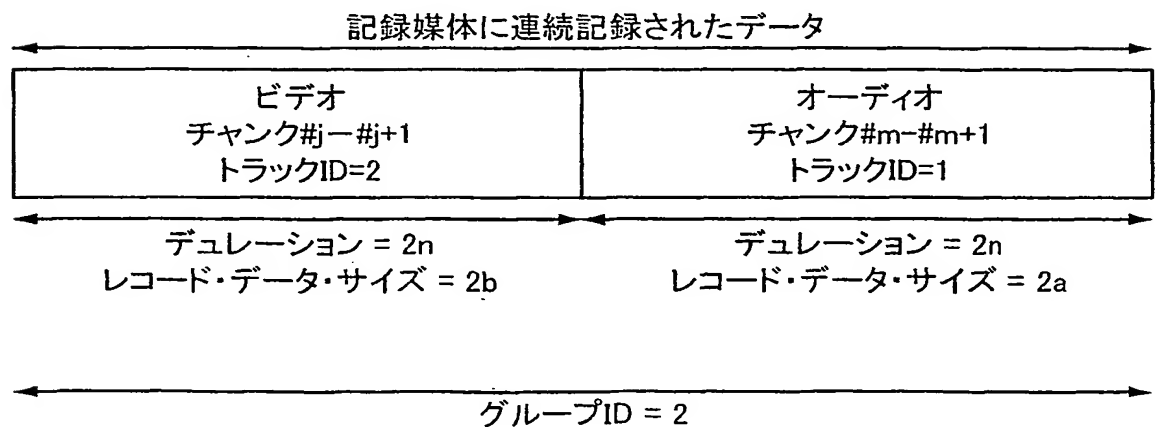 記録媒体に連続記録されたデータ
ビデオ
チャンク#j－#j+1
トラックID=2
オーディオ
チャンク#m-#m+1
トラックID=1
デュレーション = 2n
レコード・データ・サイズ = 2b
デュレーション = 2n
レコード・データ・サイズ = 2a
グループID = 2